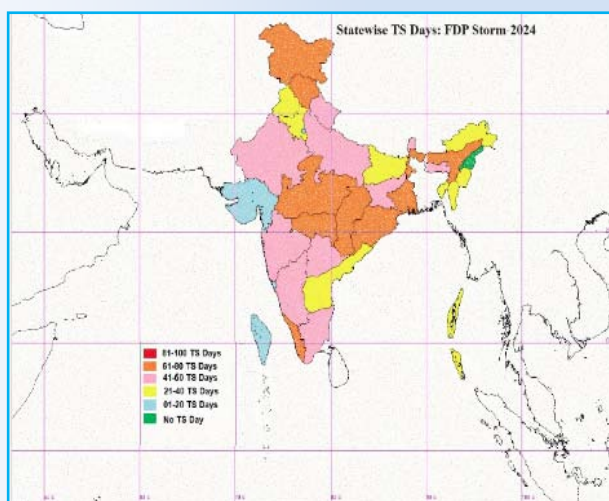 Statewise TS Days: FDP Storm-2024
81-100 TS Days
61-80 TS Days
41-60 TS Days
21-40 TS Days
01-20 TS Days
No TS Day